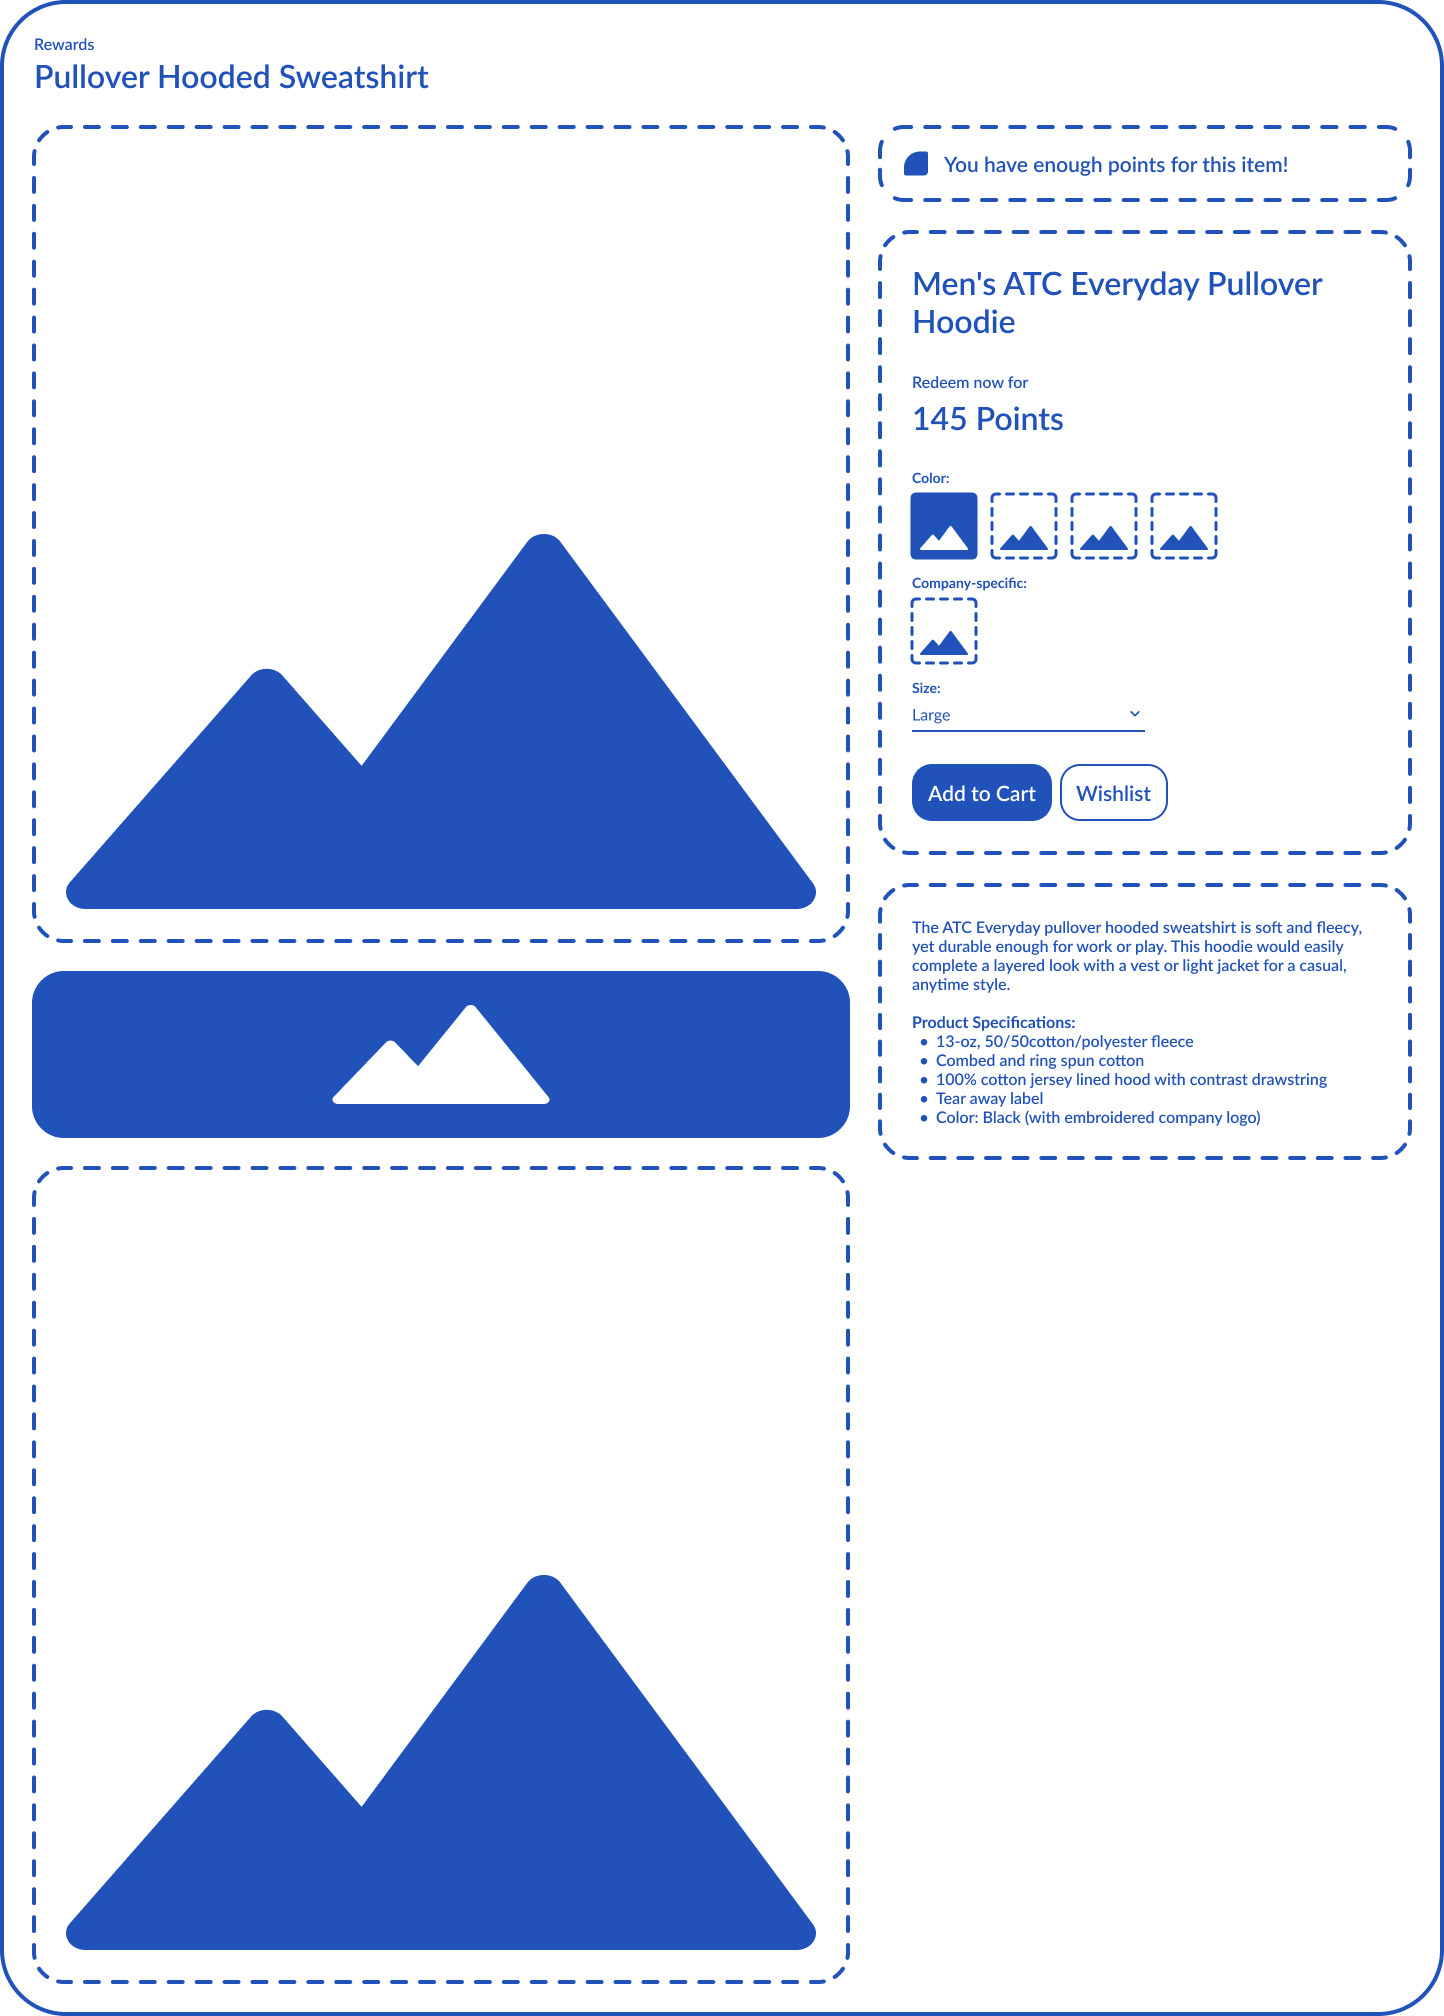 Rewards
Pullover Hooded Sweatshirt
You have enough points for this item!
Men's ATC Everyday Pullover
Hoodie
Redeem now for
145 Points
Color:
Company-specific:
Size:
Large
Add to Cart
Wishlist
The ATC Everyday pullover hooded sweatshirt is soft and fleecy,
yet durable enough for work or play. This hoodie would easily
complete a layered look with a vest or light jacket for a casual,
anytime style.
Product Specifications:
• 13-oz, 50/50cotton/polyester fleece
• Combed and ring spun cotton
• 100% cotton jersey lined hood with contrast drawstring
• Tear away label
• Color: Black (with embroidered company logo)